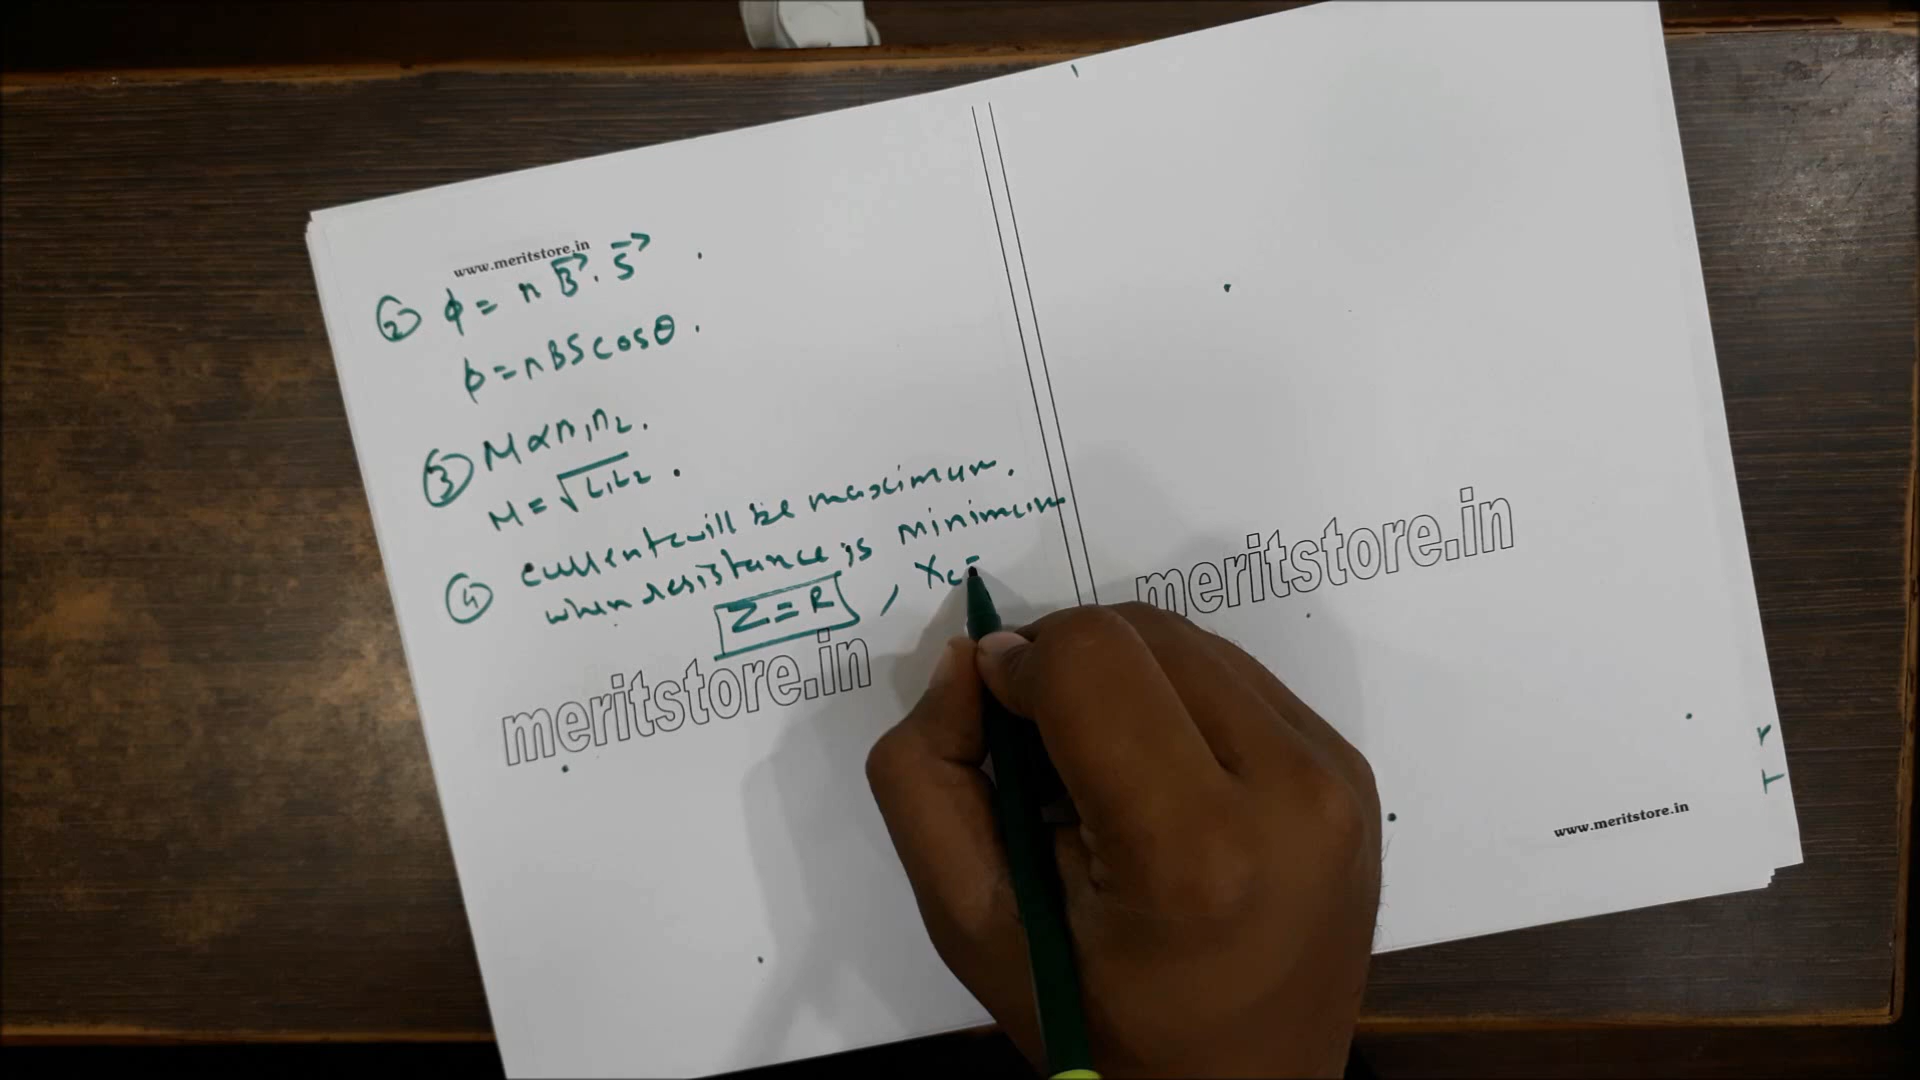 www.meritstore.in
② ϕ = n B⃗ . S⃗ .
ϕ = nBS cosθ .
③ M ∝ n₁n₂.
M = √L₁L₂ .
④ current will be maximum.
when resistance is minimum
Z = R , Xc =
meritstore.in
meritstore.in
www.meritstore.in